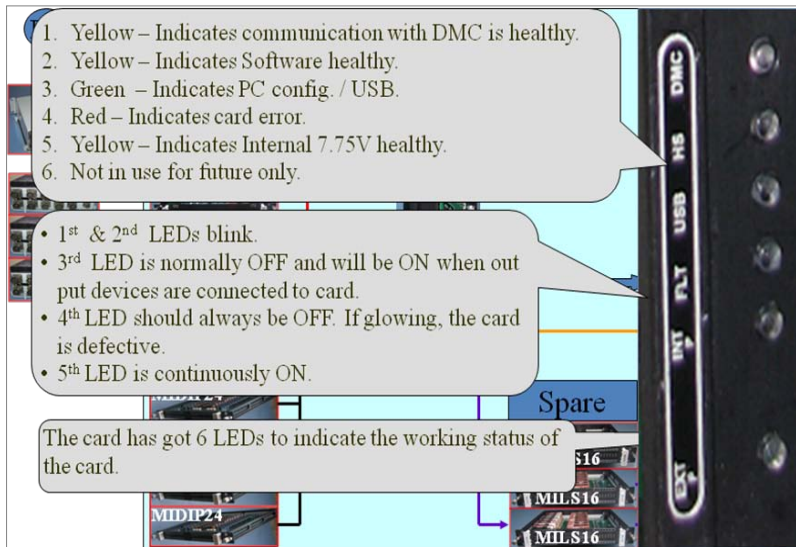 1. Yellow – Indicates communication with DMC is healthy.
2. Yellow – Indicates Software healthy.
3. Green – Indicates PC config. / USB.
4. Red – Indicates card error.
5. Yellow – Indicates Internal 7.75V healthy.
6. Not in use for future only.
• 1st & 2nd LEDs blink.
• 3rd LED is normally OFF and will be ON when out
put devices are connected to card.
• 4th LED should always be OFF. If glowing, the card
is defective.
• 5th LED is continuously ON.
MIDIP24
Spare
The card has got 6 LEDs to indicate the working status of
the card.
MILS16
MIDIP24
MILS16
DMC
HS
USB
FLT
INT P
EXT P